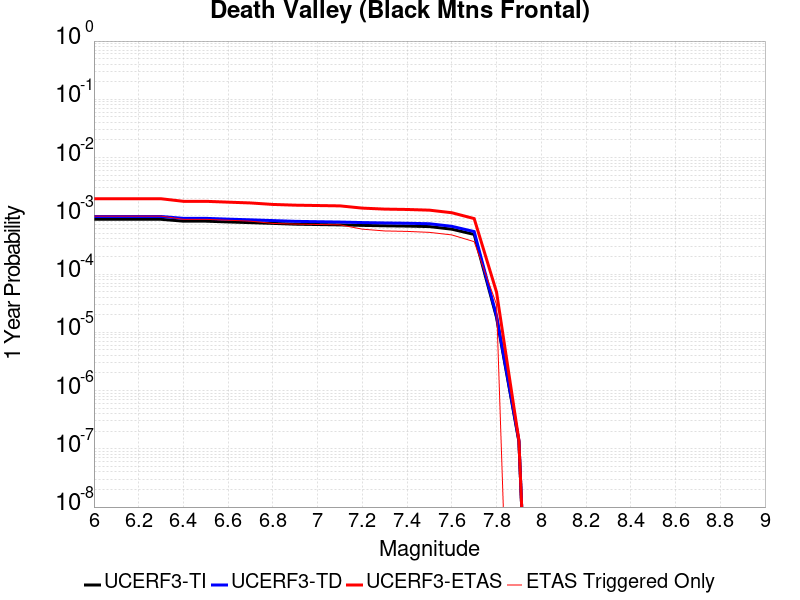 Death Valley (Black Mtns Frontal)
1 Year Probability
10^0
10^-1
10^-2
10^-3
10^-4
10^-5
10^-6
10^-7
10^-8
6 6.2 6.4 6.6 6.8 7 7.2 7.4 7.6 7.8 8 8.2 8.4 8.6 8.8 9
Magnitude
UCERF3-TI UCERF3-TD UCERF3-ETAS ETAS Triggered Only